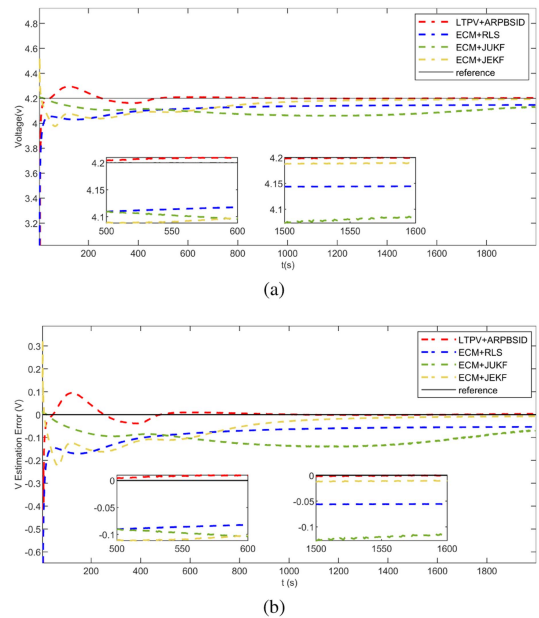 4.8
4.6
4.4
4.2
4
3.8
3.6
3.4
3.2
Voltage(v)
LTPV+ARPBSID
ECM+RLS
ECM+JUKF
ECM+JEKF
reference
4.2
4.15
4.1
500 550 600
4.2
4.15
4.1
1500 1550 1600
200 400 600 800 1000 1200 1400 1600 1800
t(s)
(a)
0.3
0.2
0.1
0
-0.1
-0.2
-0.3
-0.4
-0.5
-0.6
V Estimation Error (V)
LTPV+ARPBSID
ECM+RLS
ECM+JUKF
ECM+JEKF
reference
0
-0.05
-0.1
500 550 600
0
-0.05
-0.1
1500 1550 1600
200 400 600 800 1000 1200 1400 1600 1800
t (s)
(b)